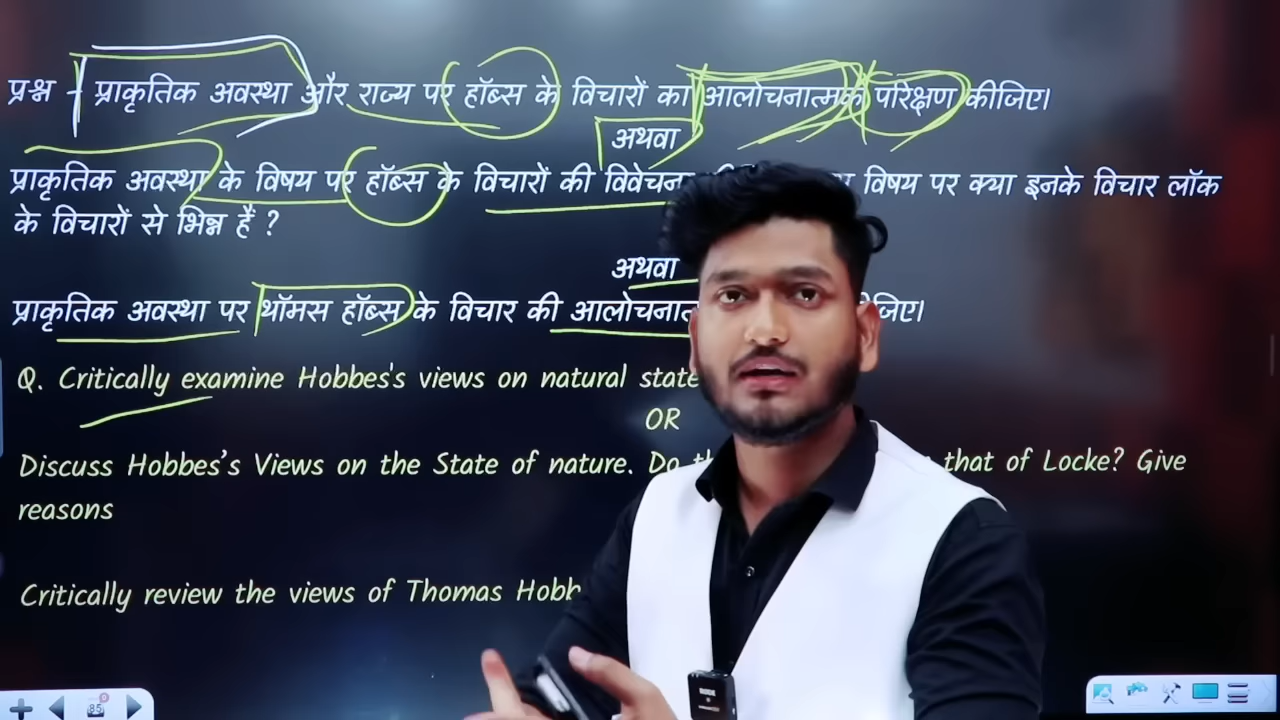 प्रश्न - प्राकृतिक अवस्था और राज्य पर हॉब्स के विचारों का आलोचनात्मक परिक्षण कीजिए।
अथवा
प्राकृतिक अवस्था के विषय पर हॉब्स के विचारों की विवेचना विषय पर क्या इनके विचार लॉक
के विचारों से भिन्न हैं ?
अथवा
प्राकृतिक अवस्था पर थॉमस हॉब्स के विचार की
Q. Critically examine Hobbes's views on natural state
OR
Discuss Hobbes's Views on the State of nature. Do that of Locke? Give
reasons
Critically review the views of Thomas
85